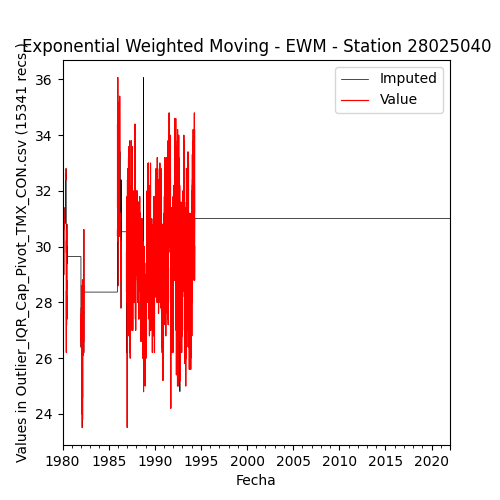 Exponential Weighted Moving - EWM - Station 28025040
Imputed
Value
Values in Outlier_IQR_Cap_Pivot_TMX_CON.csv (15341 recs.)
36
34
32
30
28
26
24
1980 1985 1990 1995 2000 2005 2010 2015 2020
Fecha